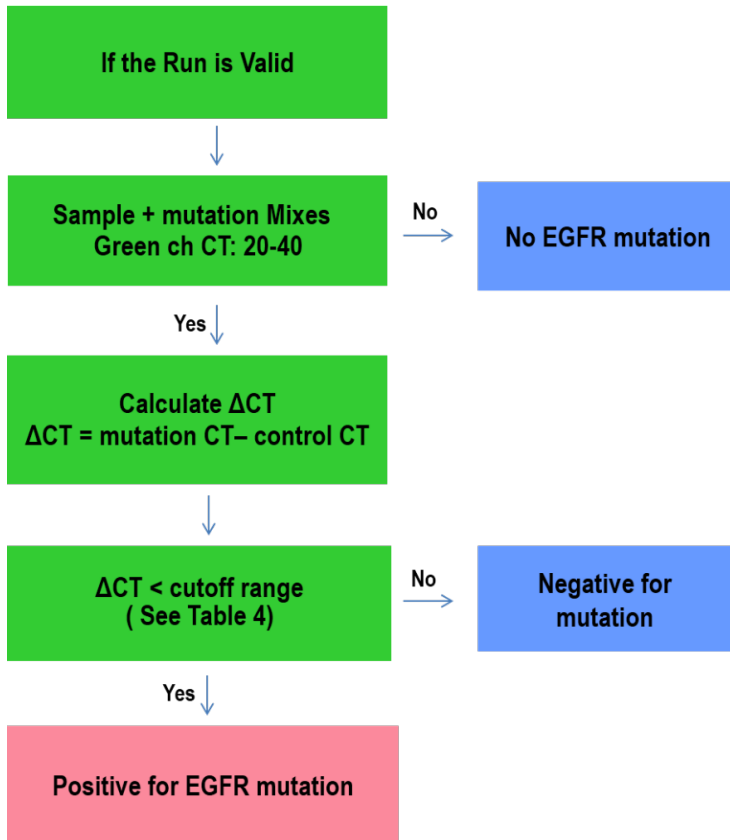 If the Run is Valid
Sample + mutation Mixes
Green ch CT: 20-40
No
No EGFR mutation
Yes
Calculate ΔCT
ΔCT = mutation CT– control CT
ΔCT < cutoff range
( See Table 4)
No
Negative for
mutation
Yes
Positive for EGFR mutation